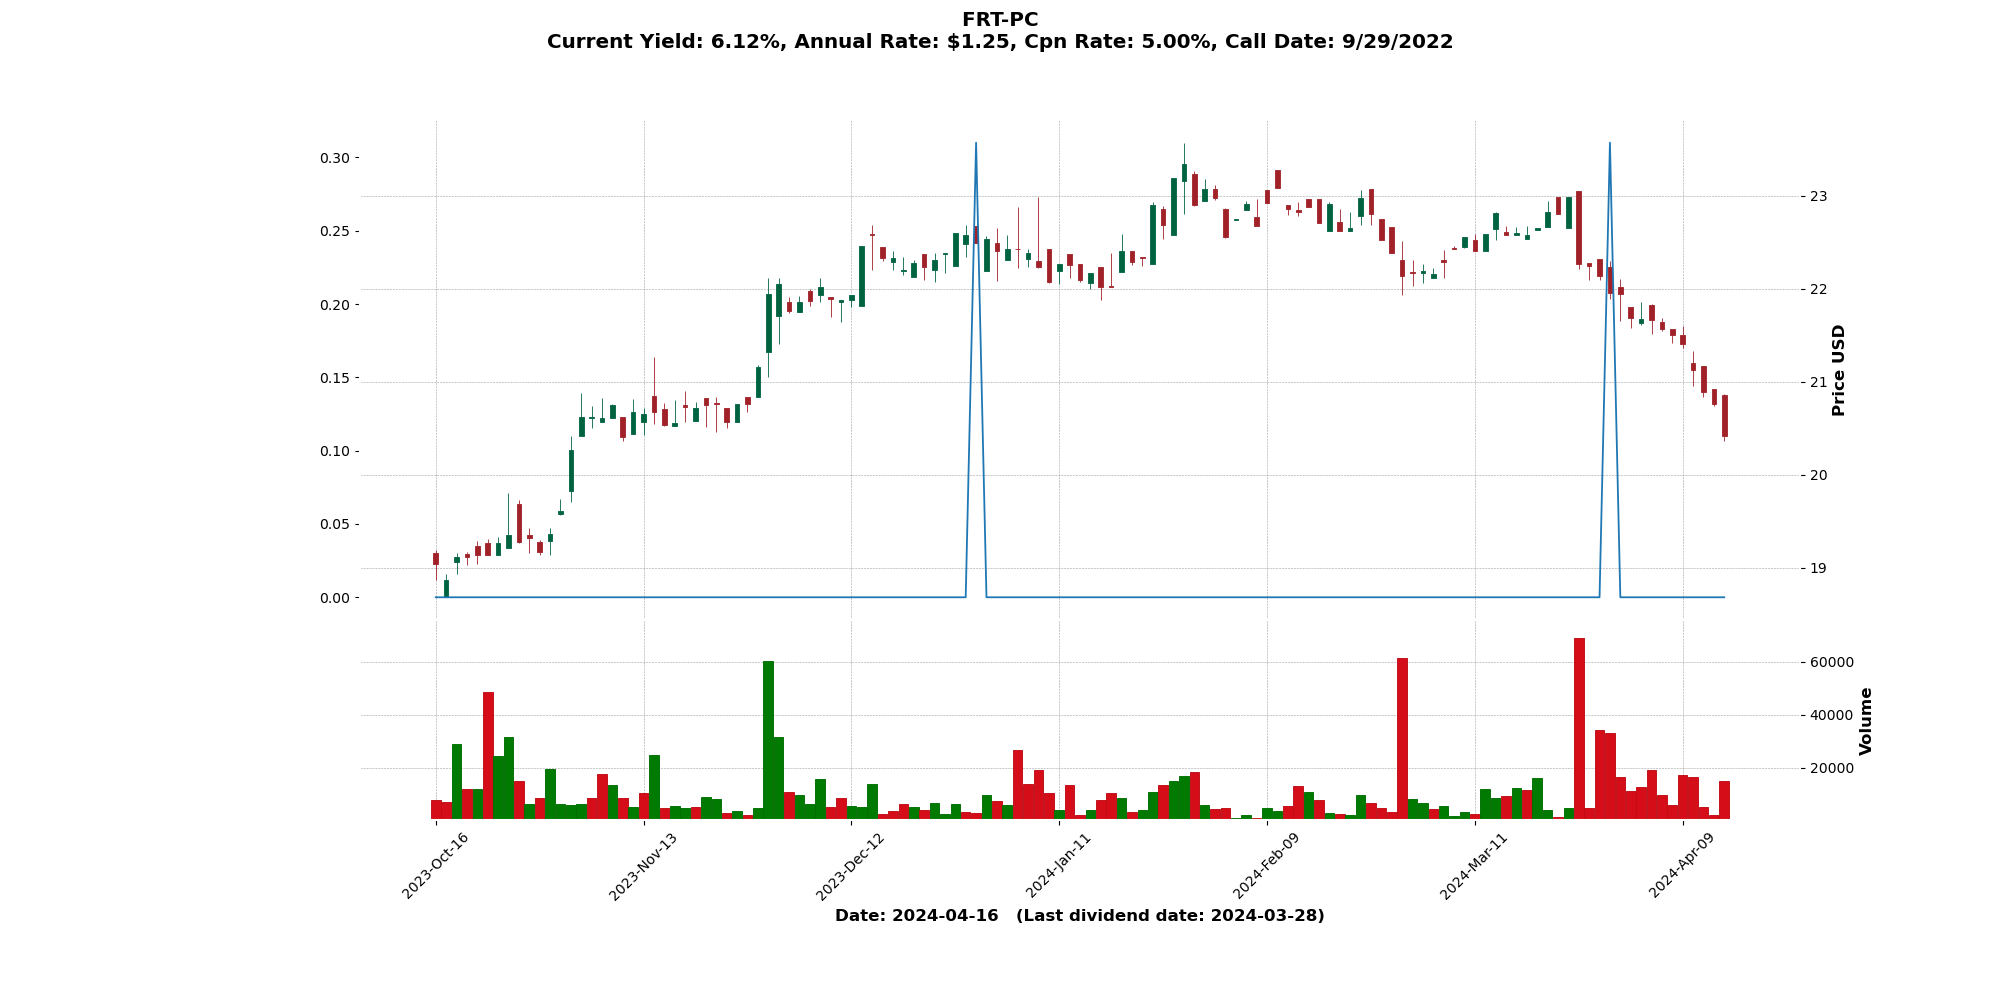 FRT-PC
Current Yield: 6.12%, Annual Rate: $1.25, Cpn Rate: 5.00%, Call Date: 9/29/2022
0.30
0.25
0.20
0.15
0.10
0.05
0.00
23
22
21
20
19
Price USD
60000
40000
20000
Volume
2023-Oct-16
2023-Nov-13
2023-Dec-12
2024-Jan-11
2024-Feb-09
2024-Mar-11
2024-Apr-09
Date: 2024-04-16   (Last dividend date: 2024-03-28)